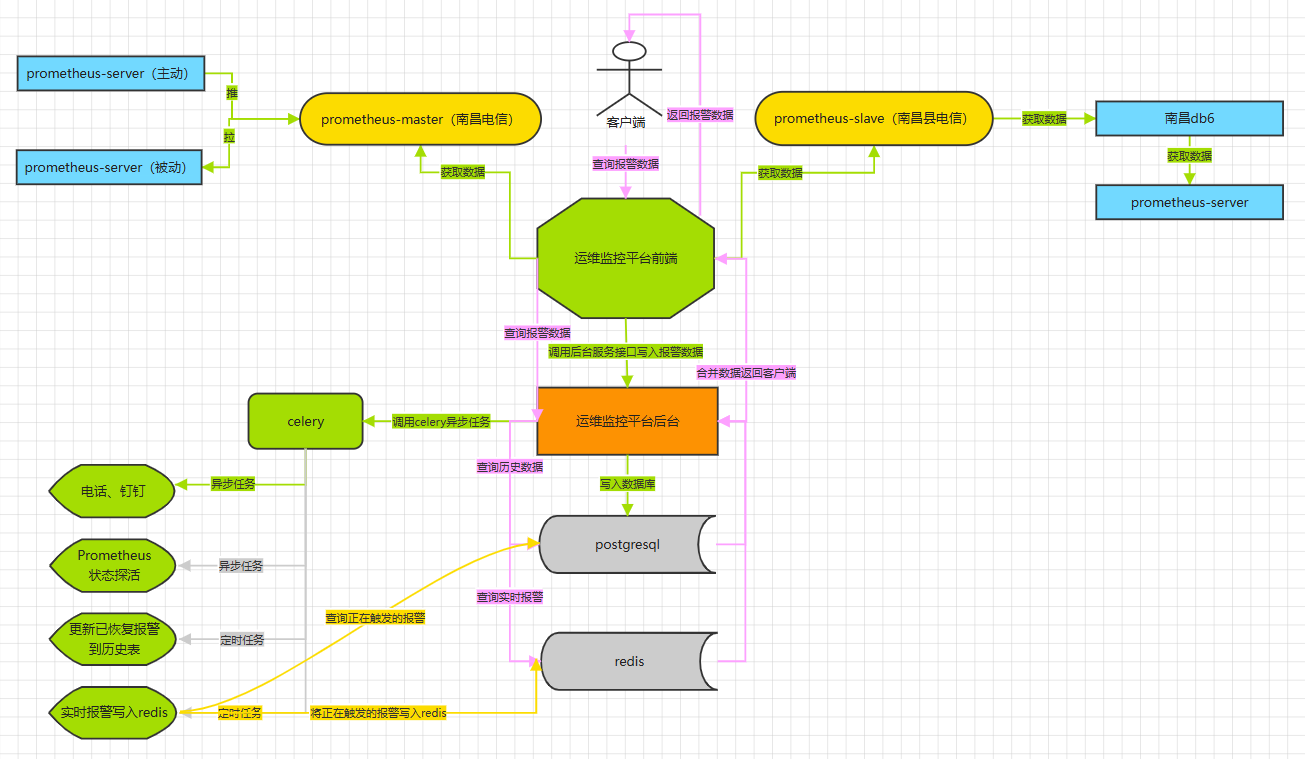 prometheus-server（主动）
推
拉
prometheus-server（被动）
prometheus-master（南昌电信）
获取数据
客户端
返回报警数据
查询报警数据
prometheus-slave（南昌县电信）
获取数据
获取数据
南昌db6
获取数据
prometheus-server
运维监控平台前端
查询报警数据
调用后台服务接口写入报警数据
合并数据返回客户端
celery
调用celery异步任务
运维监控平台后台
查询历史数据
写入数据库
电话、钉钉
异步任务
postgresql
Prometheus
状态探活
异步任务
查询实时报警
查询正在触发的报警
更新已恢复报警
到历史表
定时任务
redis
实时报警写入redis
定时任务
将正在触发的报警写入redis